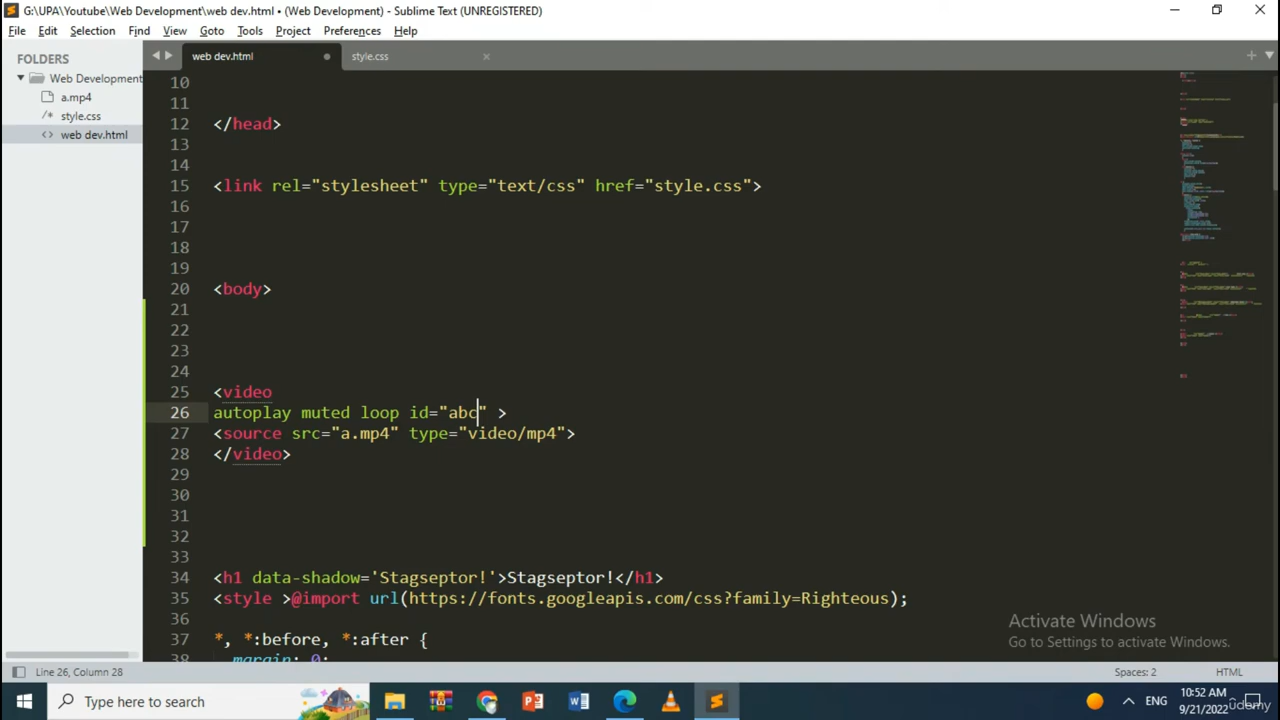 G:\UPA\Youtube\Web Development\web dev.html • (Web Development) - Sublime Text (UNREGISTERED)
File Edit Selection Find View Goto Tools Project Preferences Help
FOLDERS
Web Development
a.mp4
/* style.css
<> web dev.html
web dev.html
style.css
10
11
12 </head>
13
14
15 <link rel="stylesheet" type="text/css" href="style.css">
16
17
18
19
20 <body>
21
22
23
24
25 <video
26 autoplay muted loop id="abc" >
27 <source src="a.mp4" type="video/mp4">
28 </video>
29
30
31
32
33
34 <h1 data-shadow='Stagseptor!'>Stagseptor!</h1>
35 <style >@import url(https://fonts.googleapis.com/css?family=Righteous);
36
37 *, *:before, *:after {
38 margin: 0;
Activate Windows
Go to Settings to activate Windows.
Line 26, Column 28
Spaces: 2
HTML
Type here to search
ENG
10:52 AM
9/21/2022
ûdemy